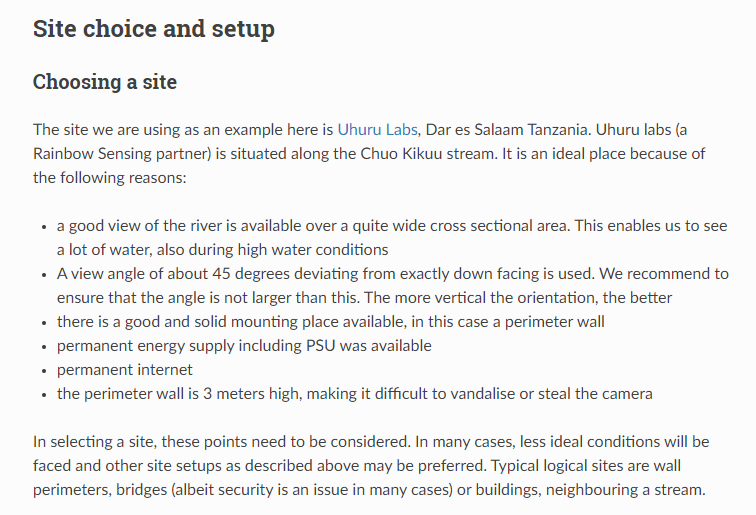 Site choice and setup
Choosing a site
The site we are using as an example here is Uhuru Labs, Dar es Salaam Tanzania. Uhuru labs (a
Rainbow Sensing partner) is situated along the Chuo Kikuu stream. It is an ideal place because of
the following reasons:
• a good view of the river is available over a quite wide cross sectional area. This enables us to see
a lot of water, also during high water conditions
• A view angle of about 45 degrees deviating from exactly down facing is used. We recommend to
ensure that the angle is not larger than this. The more vertical the orientation, the better
• there is a good and solid mounting place available, in this case a perimeter wall
• permanent energy supply including PSU was available
• permanent internet
• the perimeter wall is 3 meters high, making it difficult to vandalise or steal the camera
In selecting a site, these points need to be considered. In many cases, less ideal conditions will be
faced and other site setups as described above may be preferred. Typical logical sites are wall
perimeters, bridges (albeit security is an issue in many cases) or buildings, neighbouring a stream.